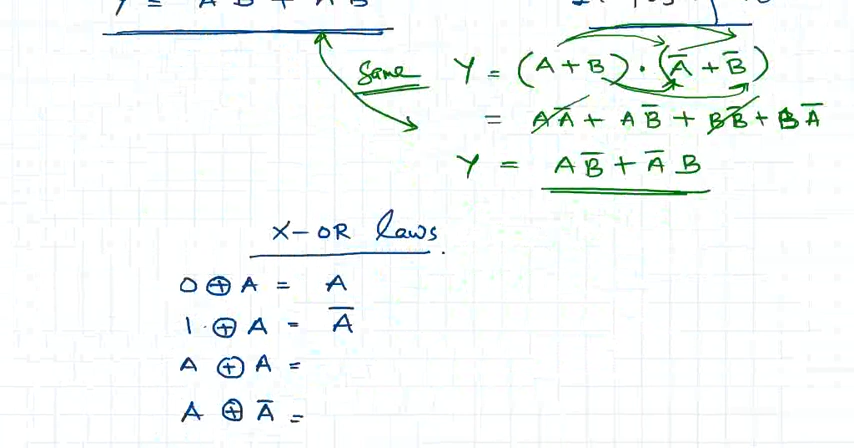 Y = (A + B) · (A̅ + B̅)
Same
= AA̅ + AB̅ + BB̅ + BA̅
Y = AB̅ + A̅B
X-OR laws.
0 ⊕ A = A
1 ⊕ A = A̅
A ⊕ A =
A ⊕ A̅ =